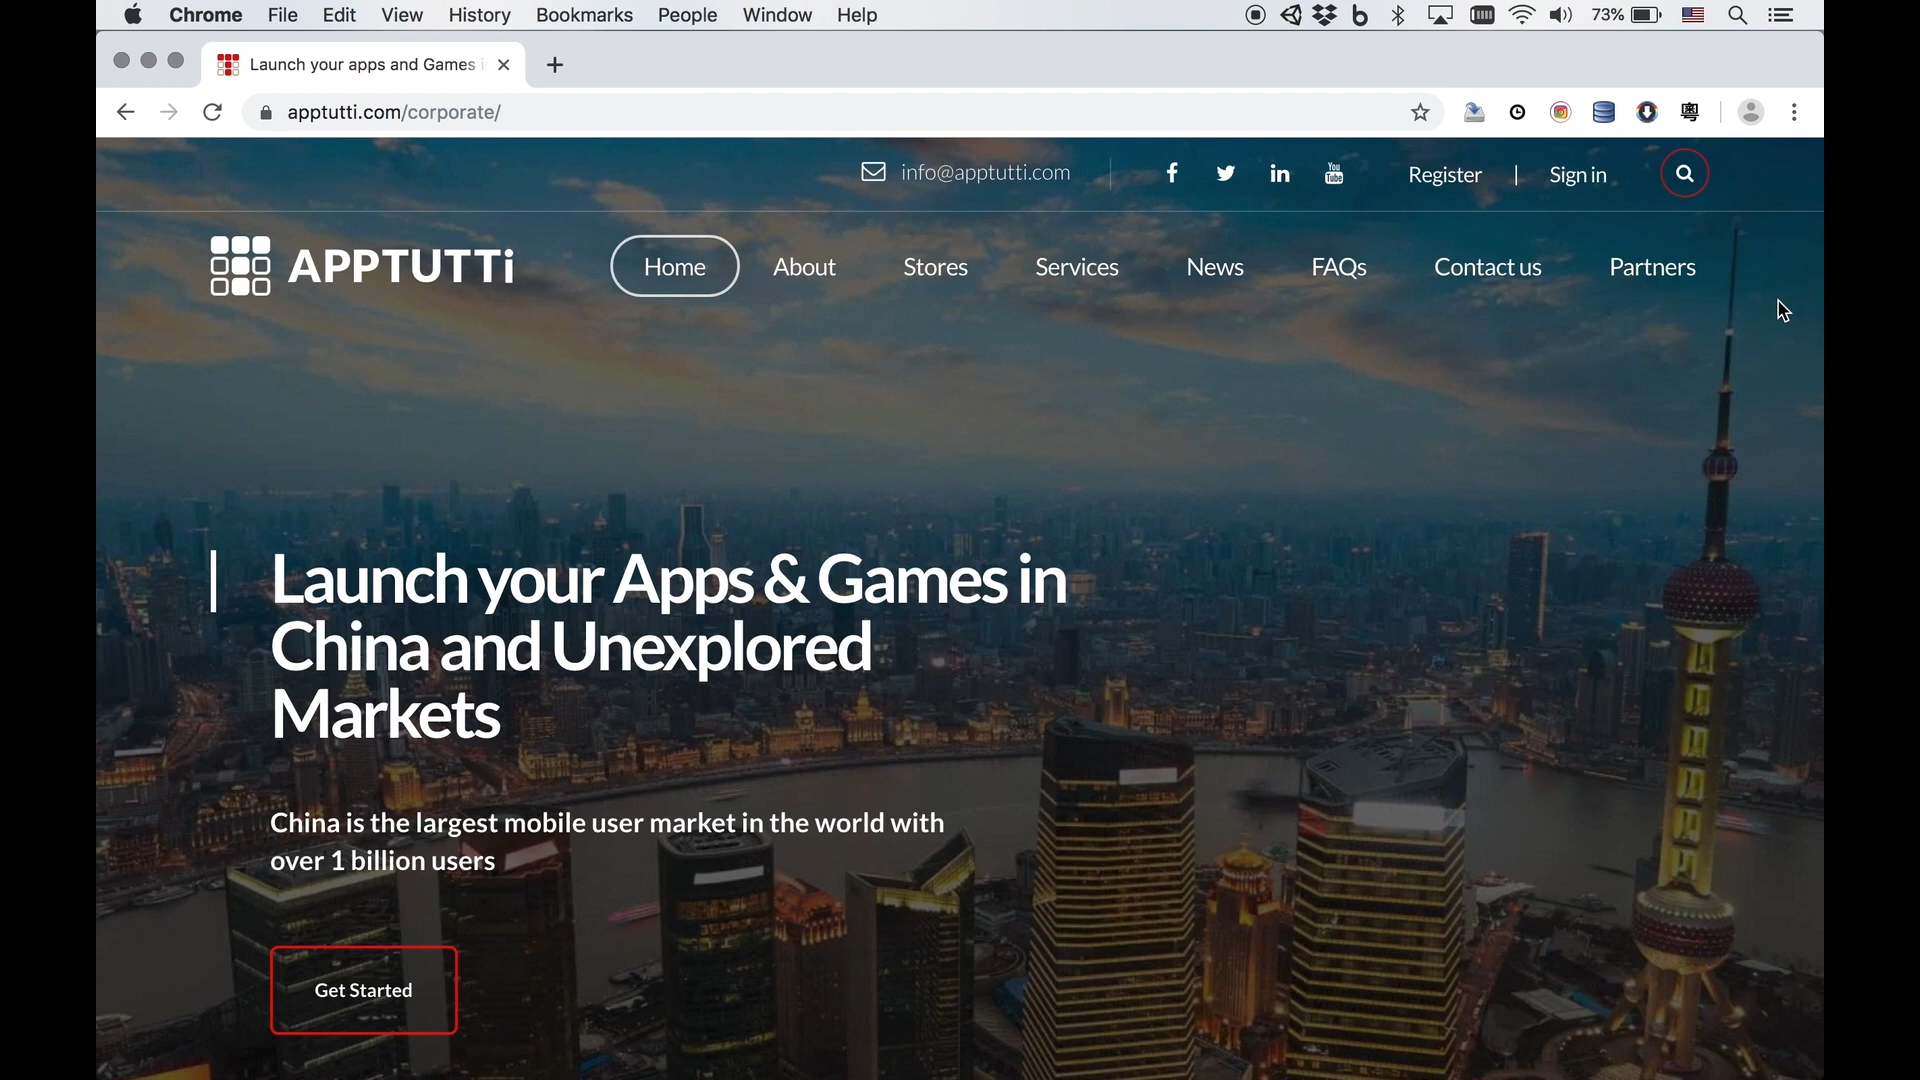 Chrome File Edit View History Bookmarks People Window Help 73%
Launch your apps and Games i
apptutti.com/corporate/ 粤
info@apptutti.com Register | Sign in
APPTUTTi Home About Stores Services News FAQs Contact us Partners
Launch your Apps & Games in
China and Unexplored
Markets
China is the largest mobile user market in the world with
over 1 billion users
Get Started